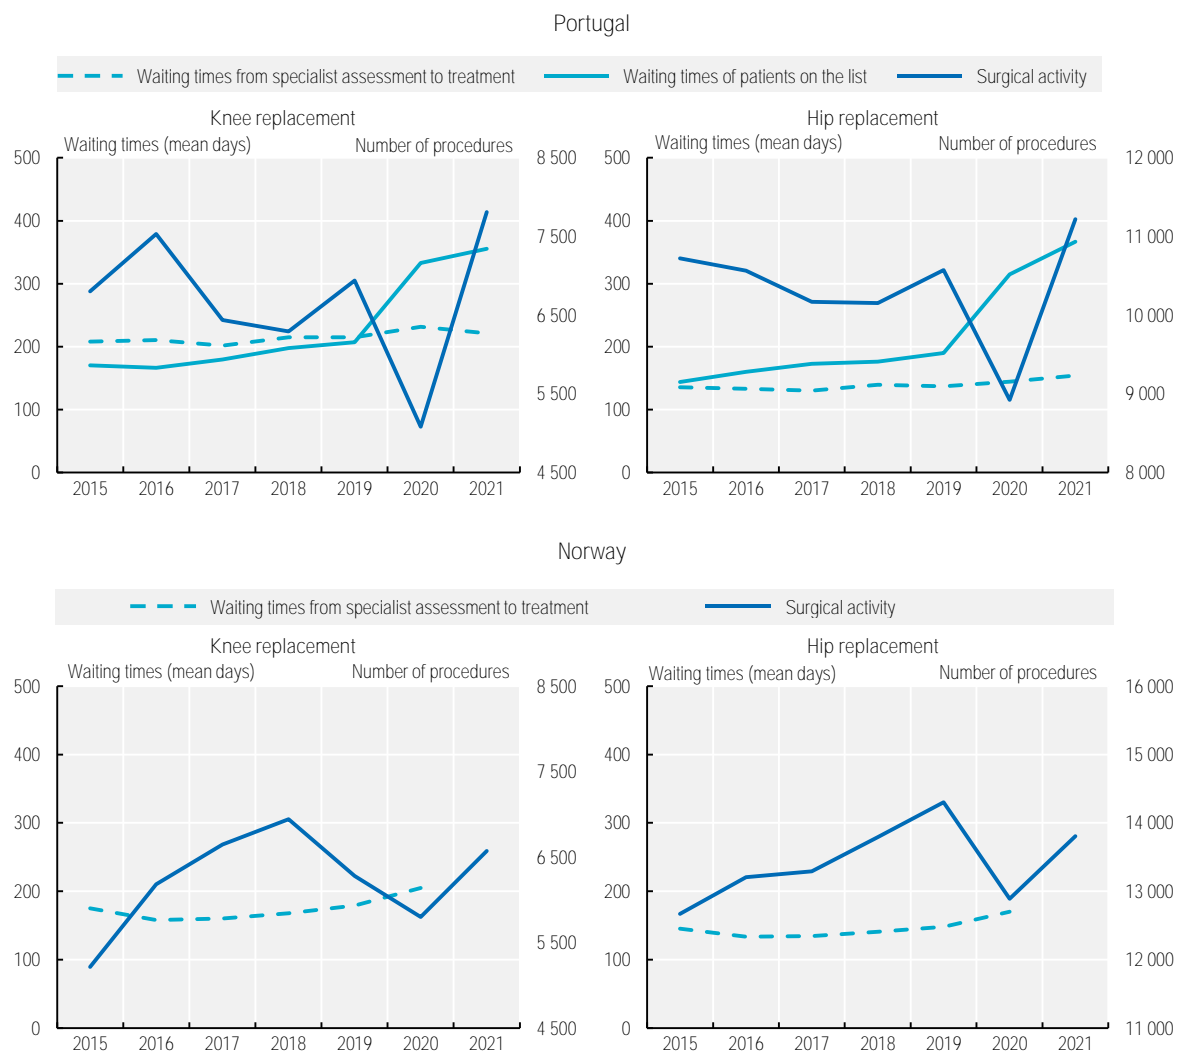 Portugal
Waiting times from specialist assessment to treatment Waiting times of patients on the list Surgical activity
Knee replacement
Waiting times (mean days) Number of procedures
500 8 500
400 7 500
300 6 500
200 5 500
100
0 4 500
2015 2016 2017 2018 2019 2020 2021
Hip replacement
Waiting times (mean days) Number of procedures
500 12 000
400 11 000
300 10 000
200 9 000
100
0 8 000
2015 2016 2017 2018 2019 2020 2021
Norway
Waiting times from specialist assessment to treatment Surgical activity
Knee replacement
Waiting times (mean days) Number of procedures
500 8 500
400 7 500
300 6 500
200 5 500
100
0 4 500
2015 2016 2017 2018 2019 2020 2021
Hip replacement
Waiting times (mean days) Number of procedures
500 16 000
400 15 000
300 14 000
200 13 000
100 12 000
0 11 000
2015 2016 2017 2018 2019 2020 2021